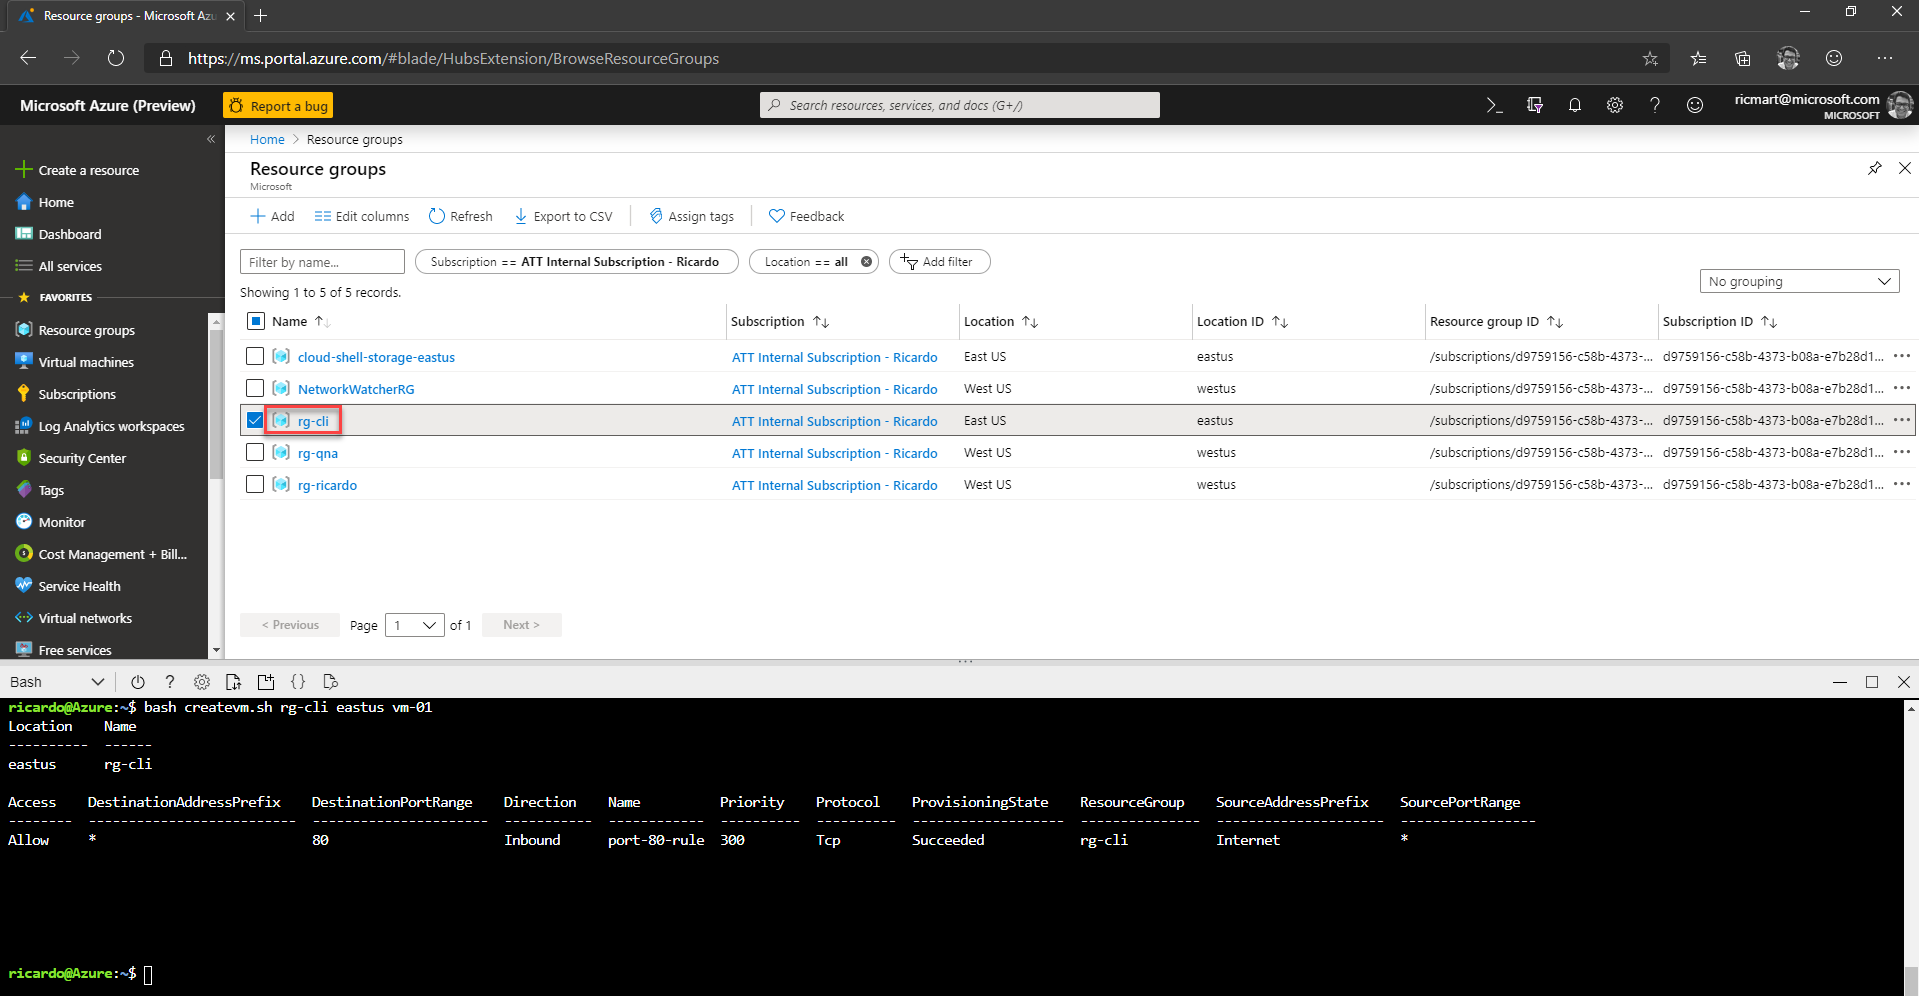 Resource groups - Microsoft Azu
https://ms.portal.azure.com/#blade/HubsExtension/BrowseResourceGroups
Microsoft Azure (Preview) Report a bug Search resources, services, and docs (G+/) ricmart@microsoft.com
MICROSOFT
Home > Resource groups
Resource groups
Microsoft
Add Edit columns Refresh Export to CSV Assign tags Feedback
Filter by name... Subscription == ATT Internal Subscription - Ricardo Location == all Add filter
Showing 1 to 5 of 5 records. No grouping
Name Subscription Location Location ID Resource group ID Subscription ID
cloud-shell-storage-eastus ATT Internal Subscription - Ricardo East US eastus /subscriptions/d9759156-c58b-4373-... d9759156-c58b-4373-b08a-e7b28d1...
NetworkWatcherRG ATT Internal Subscription - Ricardo West US westus /subscriptions/d9759156-c58b-4373-... d9759156-c58b-4373-b08a-e7b28d1...
rg-cli ATT Internal Subscription - Ricardo East US eastus /subscriptions/d9759156-c58b-4373-... d9759156-c58b-4373-b08a-e7b28d1...
rg-qna ATT Internal Subscription - Ricardo West US westus /subscriptions/d9759156-c58b-4373-... d9759156-c58b-4373-b08a-e7b28d1...
rg-ricardo ATT Internal Subscription - Ricardo West US westus /subscriptions/d9759156-c58b-4373-... d9759156-c58b-4373-b08a-e7b28d1...
< Previous Page 1 of 1 Next >
Create a resource
Home
Dashboard
All services
FAVORITES
Resource groups
Virtual machines
Subscriptions
Log Analytics workspaces
Security Center
Tags
Monitor
Cost Management + Bill...
Service Health
Virtual networks
Free services
Bash
ricardo@Azure:~$ bash createvm.sh rg-cli eastus vm-01
Location Name
---------- ------
eastus rg-cli
Access DestinationAddressPrefix DestinationPortRange Direction Name Priority Protocol ProvisioningState ResourceGroup SourceAddressPrefix SourcePortRange
-------- -------------------------- ---------------------- ----------- ------------ ---------- ---------- ------------------- --------------- --------------------- -----------------
Allow * 80 Inbound port-80-rule 300 Tcp Succeeded rg-cli Internet *
ricardo@Azure:~$